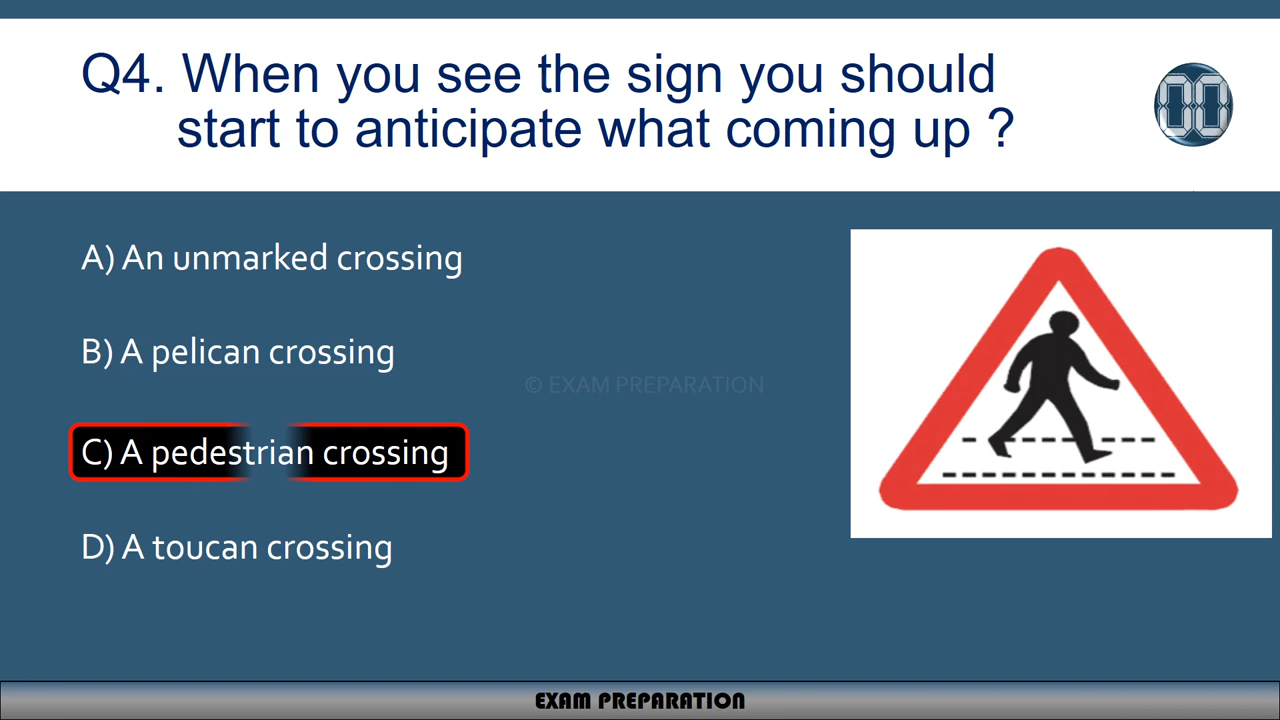 Q4. When you see the sign you should
start to anticipate what coming up ?
00
A) An unmarked crossing
B) A pelican crossing
© EXAM PREPARATION
C) A pedestrian crossing
D) A toucan crossing
EXAM PREPARATION